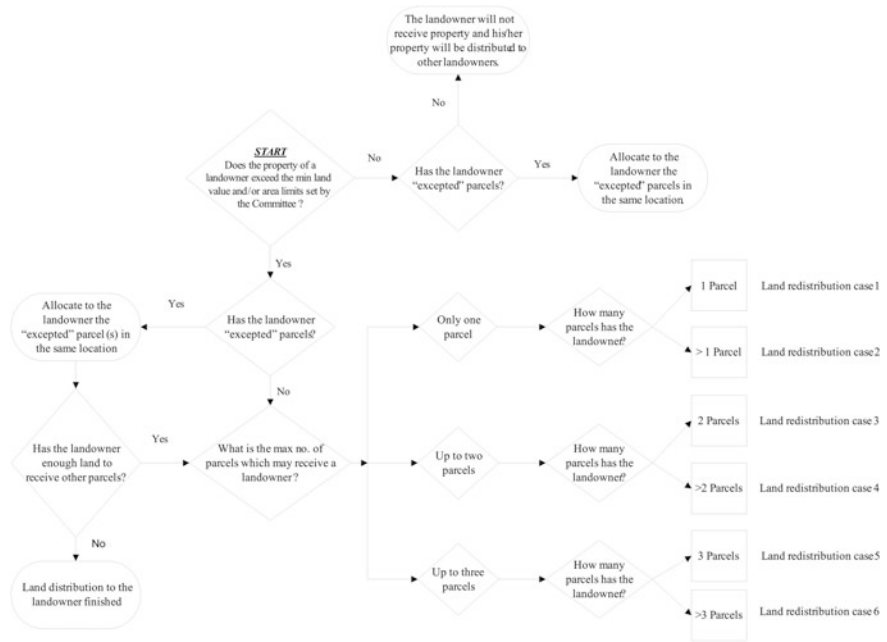 The landowner will not
receive property and his/her
property will be distributed to
other landowners.
No
START
Does the property of a
landowner exceed the min land
value and/or area limits set by
the Committee ?
No
Has the landowner
“excepted” parcels?
Yes
Allocate to the
landowner the
“excepted” parcels in
the same location.
Yes
Allocate to the
landowner the
“excepted” parcel (s) in
the same location
Yes
Has the landowner
“excepted” parcels?
No
Only one
parcel
How many
parcels has the
landowner?
1 Parcel
Land redistribution case 1
> 1 Parcel
Land redistribution case 2
Has the landowner
enough land to
receive other parcels?
Yes
What is the max no. of
parcels which may receive a
landowner ?
Up to two
parcels
How many
parcels has the
landowner?
2 Parcels
Land redistribution case 3
>2 Parcels
Land redistribution case 4
No
Land distribution to the
landowner finished
Up to three
parcels
How many
parcels has the
landowner?
3 Parcels
Land redistribution case 5
>3 Parcels
Land redistribution case 6